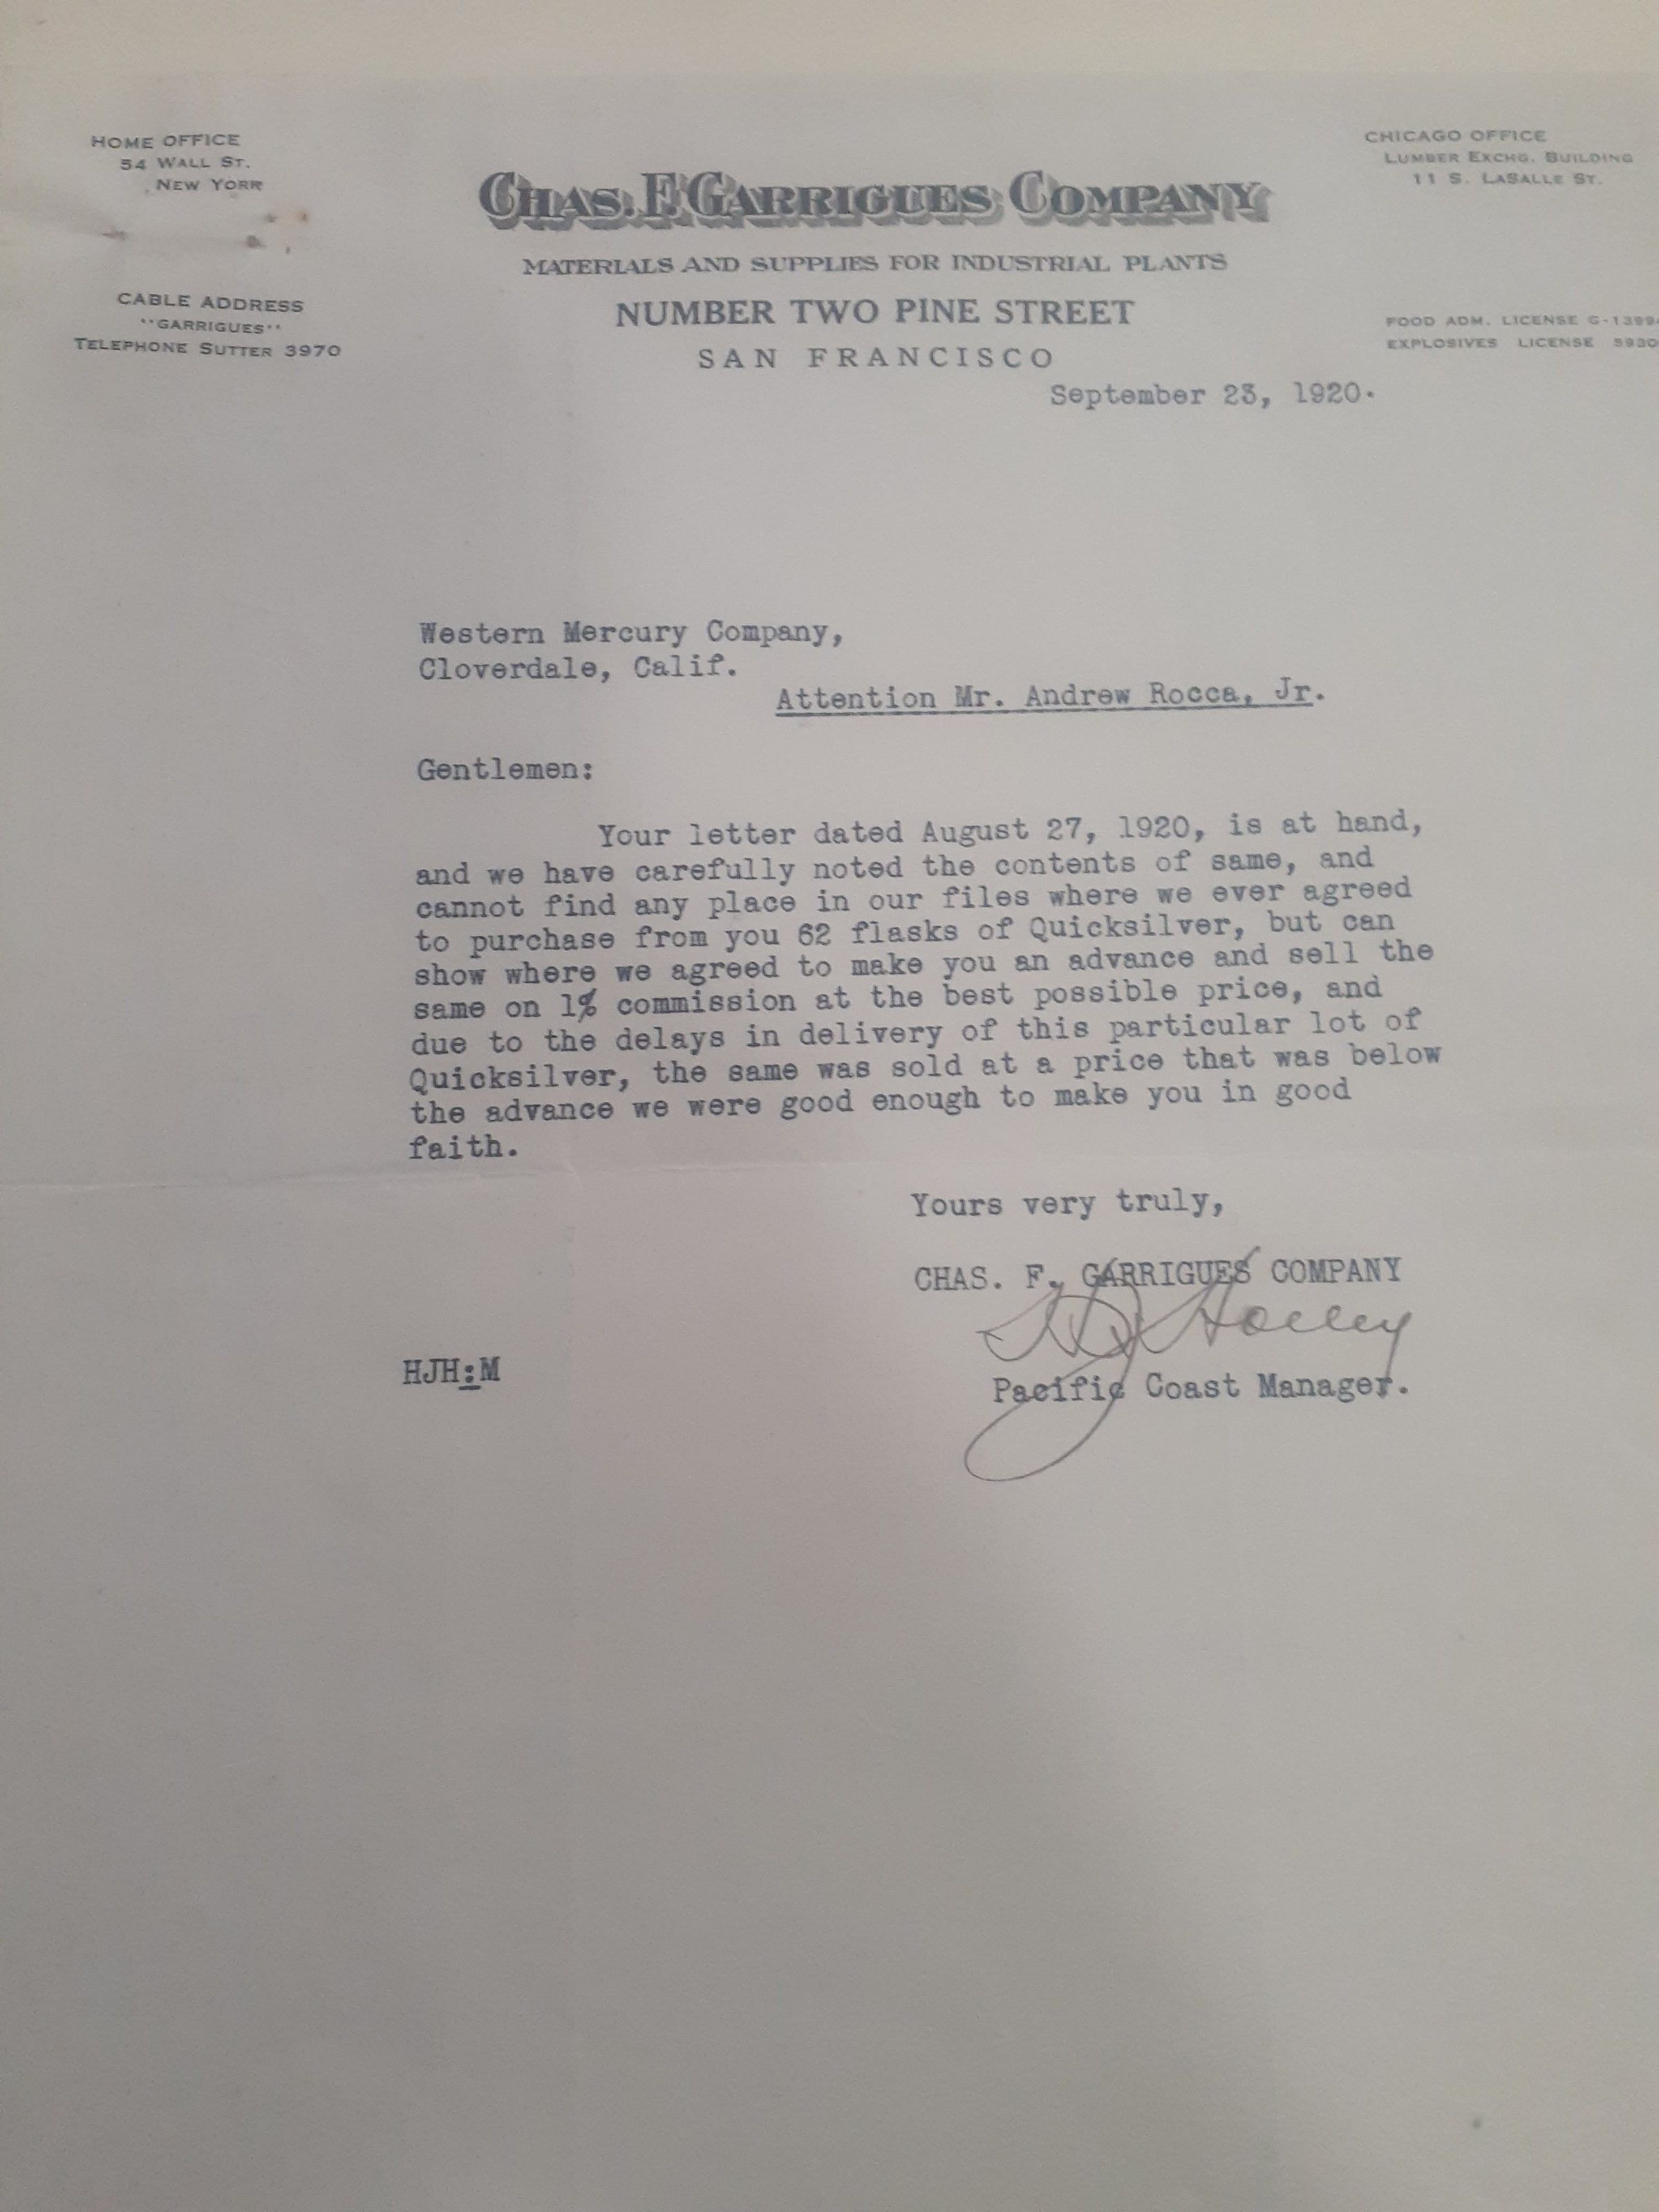 HOME OFFICE
54 WALL ST.
NEW YORK
CABLE ADDRESS
"GARRIGUES"
TELEPHONE SUTTER 3970
CHAS. F. GARRIGUES COMPANY
MATERIALS AND SUPPLIES FOR INDUSTRIAL PLANTS
NUMBER TWO PINE STREET
SAN FRANCISCO
CHICAGO OFFICE
LUMBER EXCHG. BUILDING
11 S. LASALLE ST.
FOOD ADM. LICENSE
EXPLOSIVES LICENSE
September 23, 1920.
Western Mercury Company,
Cloverdale, Calif.
Attention Mr. Andrew Rocca, Jr.
Gentlemen:
Your letter dated August 27, 1920, is at hand,
and we have carefully noted the contents of same, and
cannot find any place in our files where we ever agreed
to purchase from you 62 flasks of Quicksilver, but can
show where we agreed to make you an advance and sell the
same on 1% commission at the best possible price, and
due to the delays in delivery of this particular lot of
Quicksilver, the same was sold at a price that was below
the advance we were good enough to make you in good
faith.
Yours very truly,
CHAS. F. GARRIGUES COMPANY
Pacific Coast Manager.
HJH:M